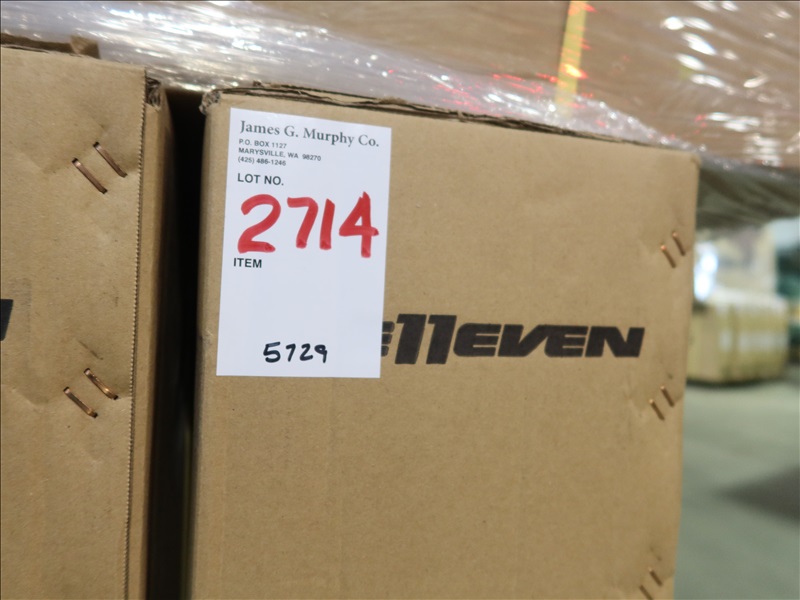 James G. Murphy Co.
P.O. BOX 1127
MARYSVILLE, WA 98270
(425) 486-1246
LOT NO.
2714
ITEM
5729
11EVEN